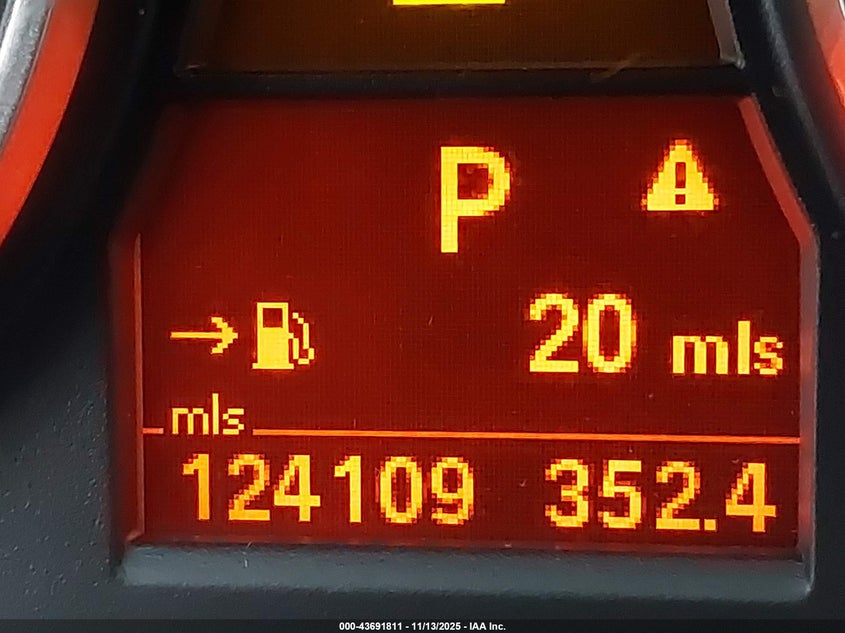 P
20 mls
mls
124109 352.4
000-43691811 - 11/13/2025 - IAA Inc.